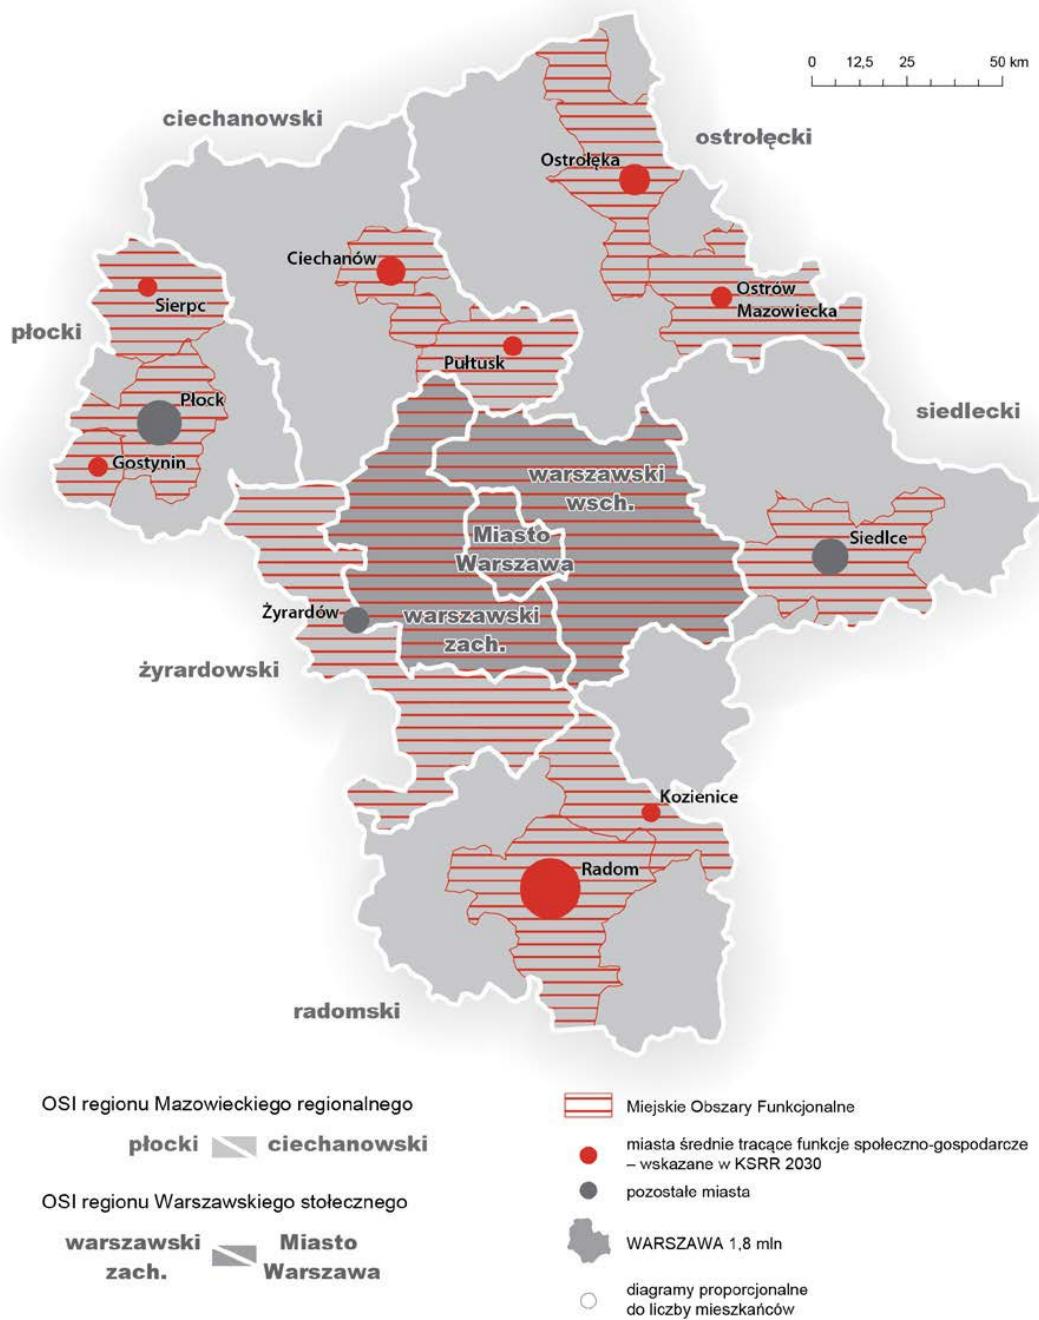 0 12,5 25 50 km
ciechanowski
ostrołęcki
Ostrołęka
Ciechanów
Ostrów
Mazowiecka
Sierpc
płocki
Pułtusk
Płock
siedlecki
Gostynin
warszawski
wsch.
Miasto
Warszawa
Siedlce
Żyrardów
warszawski
zach.
żyrardowski
Kozienice
Radom
radomski
OSI regionu Mazowieckiego regionalnego
płocki ciechanowski
OSI regionu Warszawskiego stołecznego
warszawski
zach.
Miasto
Warszawa
Miejskie Obszary Funkcjonalne
miasta średnie tracące funkcje społeczno-gospodarcze
– wskazane w KSRR 2030
pozostałe miasta
WARSZAWA 1,8 mln
diagramy proporcjonalne
do liczby mieszkańców